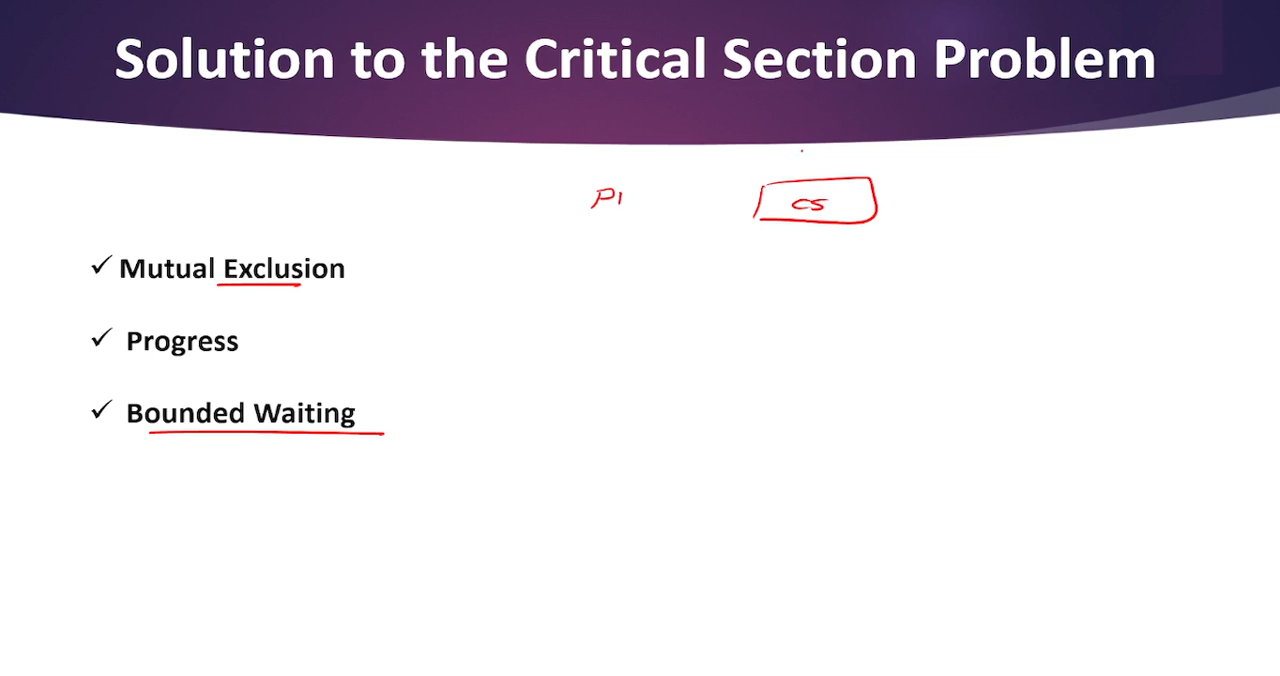 Solution to the Critical Section Problem
P1 CS
✓ Mutual Exclusion
✓ Progress
✓ Bounded Waiting